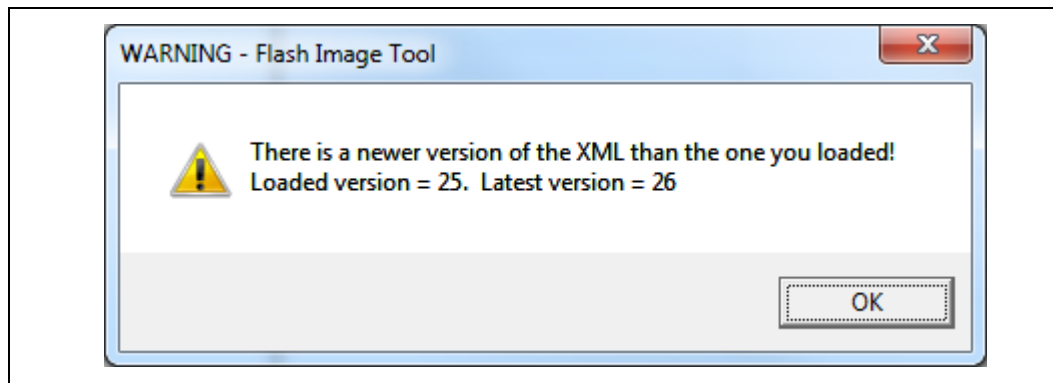 WARNING - Flash Image Tool
There is a newer version of the XML than the one you loaded!
Loaded version = 25.  Latest version = 26
OK